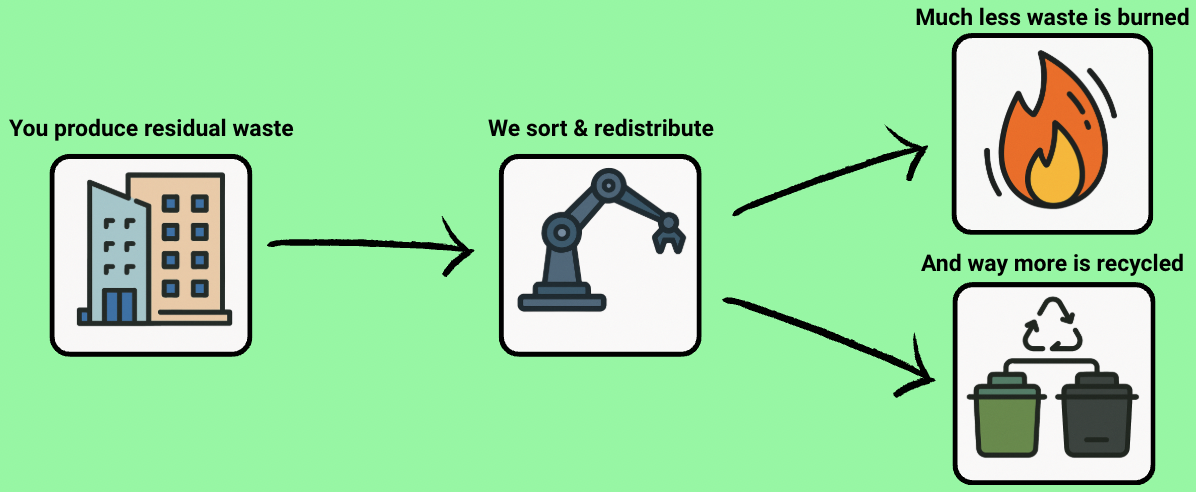 Much less waste is burned
You produce residual waste
We sort & redistribute
And way more is recycled